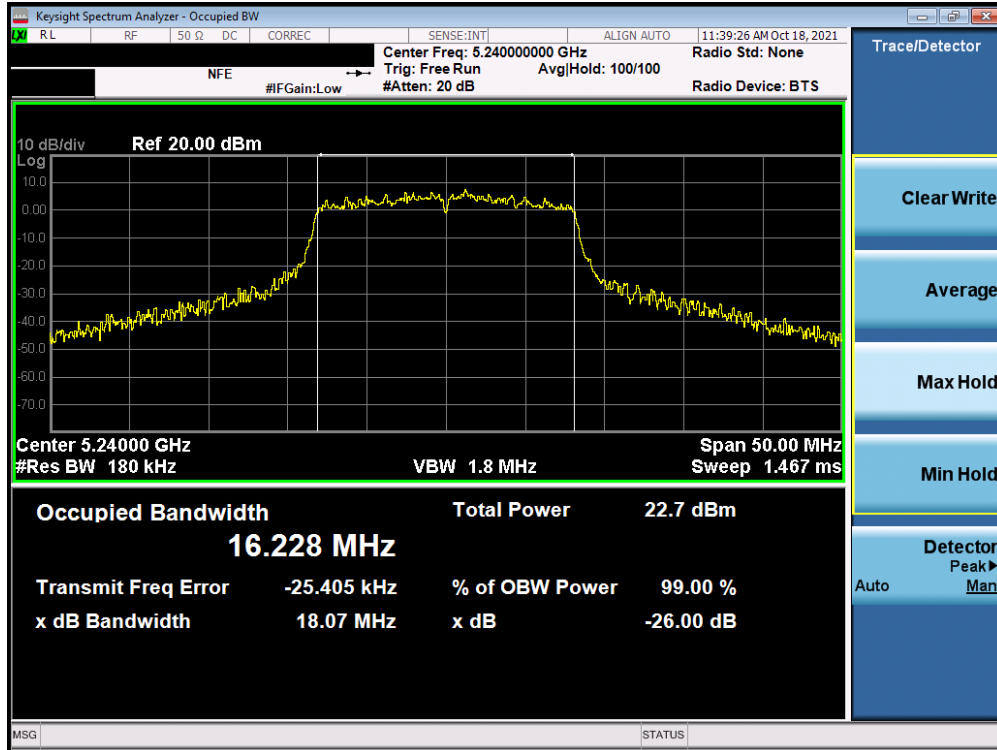 Keysight Spectrum Analyzer - Occupied BW
LXI RL RF 50 Ω DC CORREC SENSE:INT ALIGN AUTO 11:39:26 AM Oct 18, 2021
Center Freq: 5.240000000 GHz Radio Std: None
NFE Trig: Free Run Avg|Hold: 100/100
#IFGain:Low #Atten: 20 dB Radio Device: BTS
Trace/Detector
10 dB/div Ref 20.00 dBm
Log
10.0
0.00
-10.0
-20.0
-30.0
-40.0
-50.0
-60.0
-70.0
Center 5.24000 GHz Span 50.00 MHz
#Res BW 180 kHz VBW 1.8 MHz Sweep 1.467 ms
Occupied Bandwidth Total Power 22.7 dBm
16.228 MHz
Transmit Freq Error -25.405 kHz % of OBW Power 99.00 %
x dB Bandwidth 18.07 MHz x dB -26.00 dB
Clear Write
Average
Max Hold
Min Hold
Detector
Peak▶
Auto Man
MSG STATUS